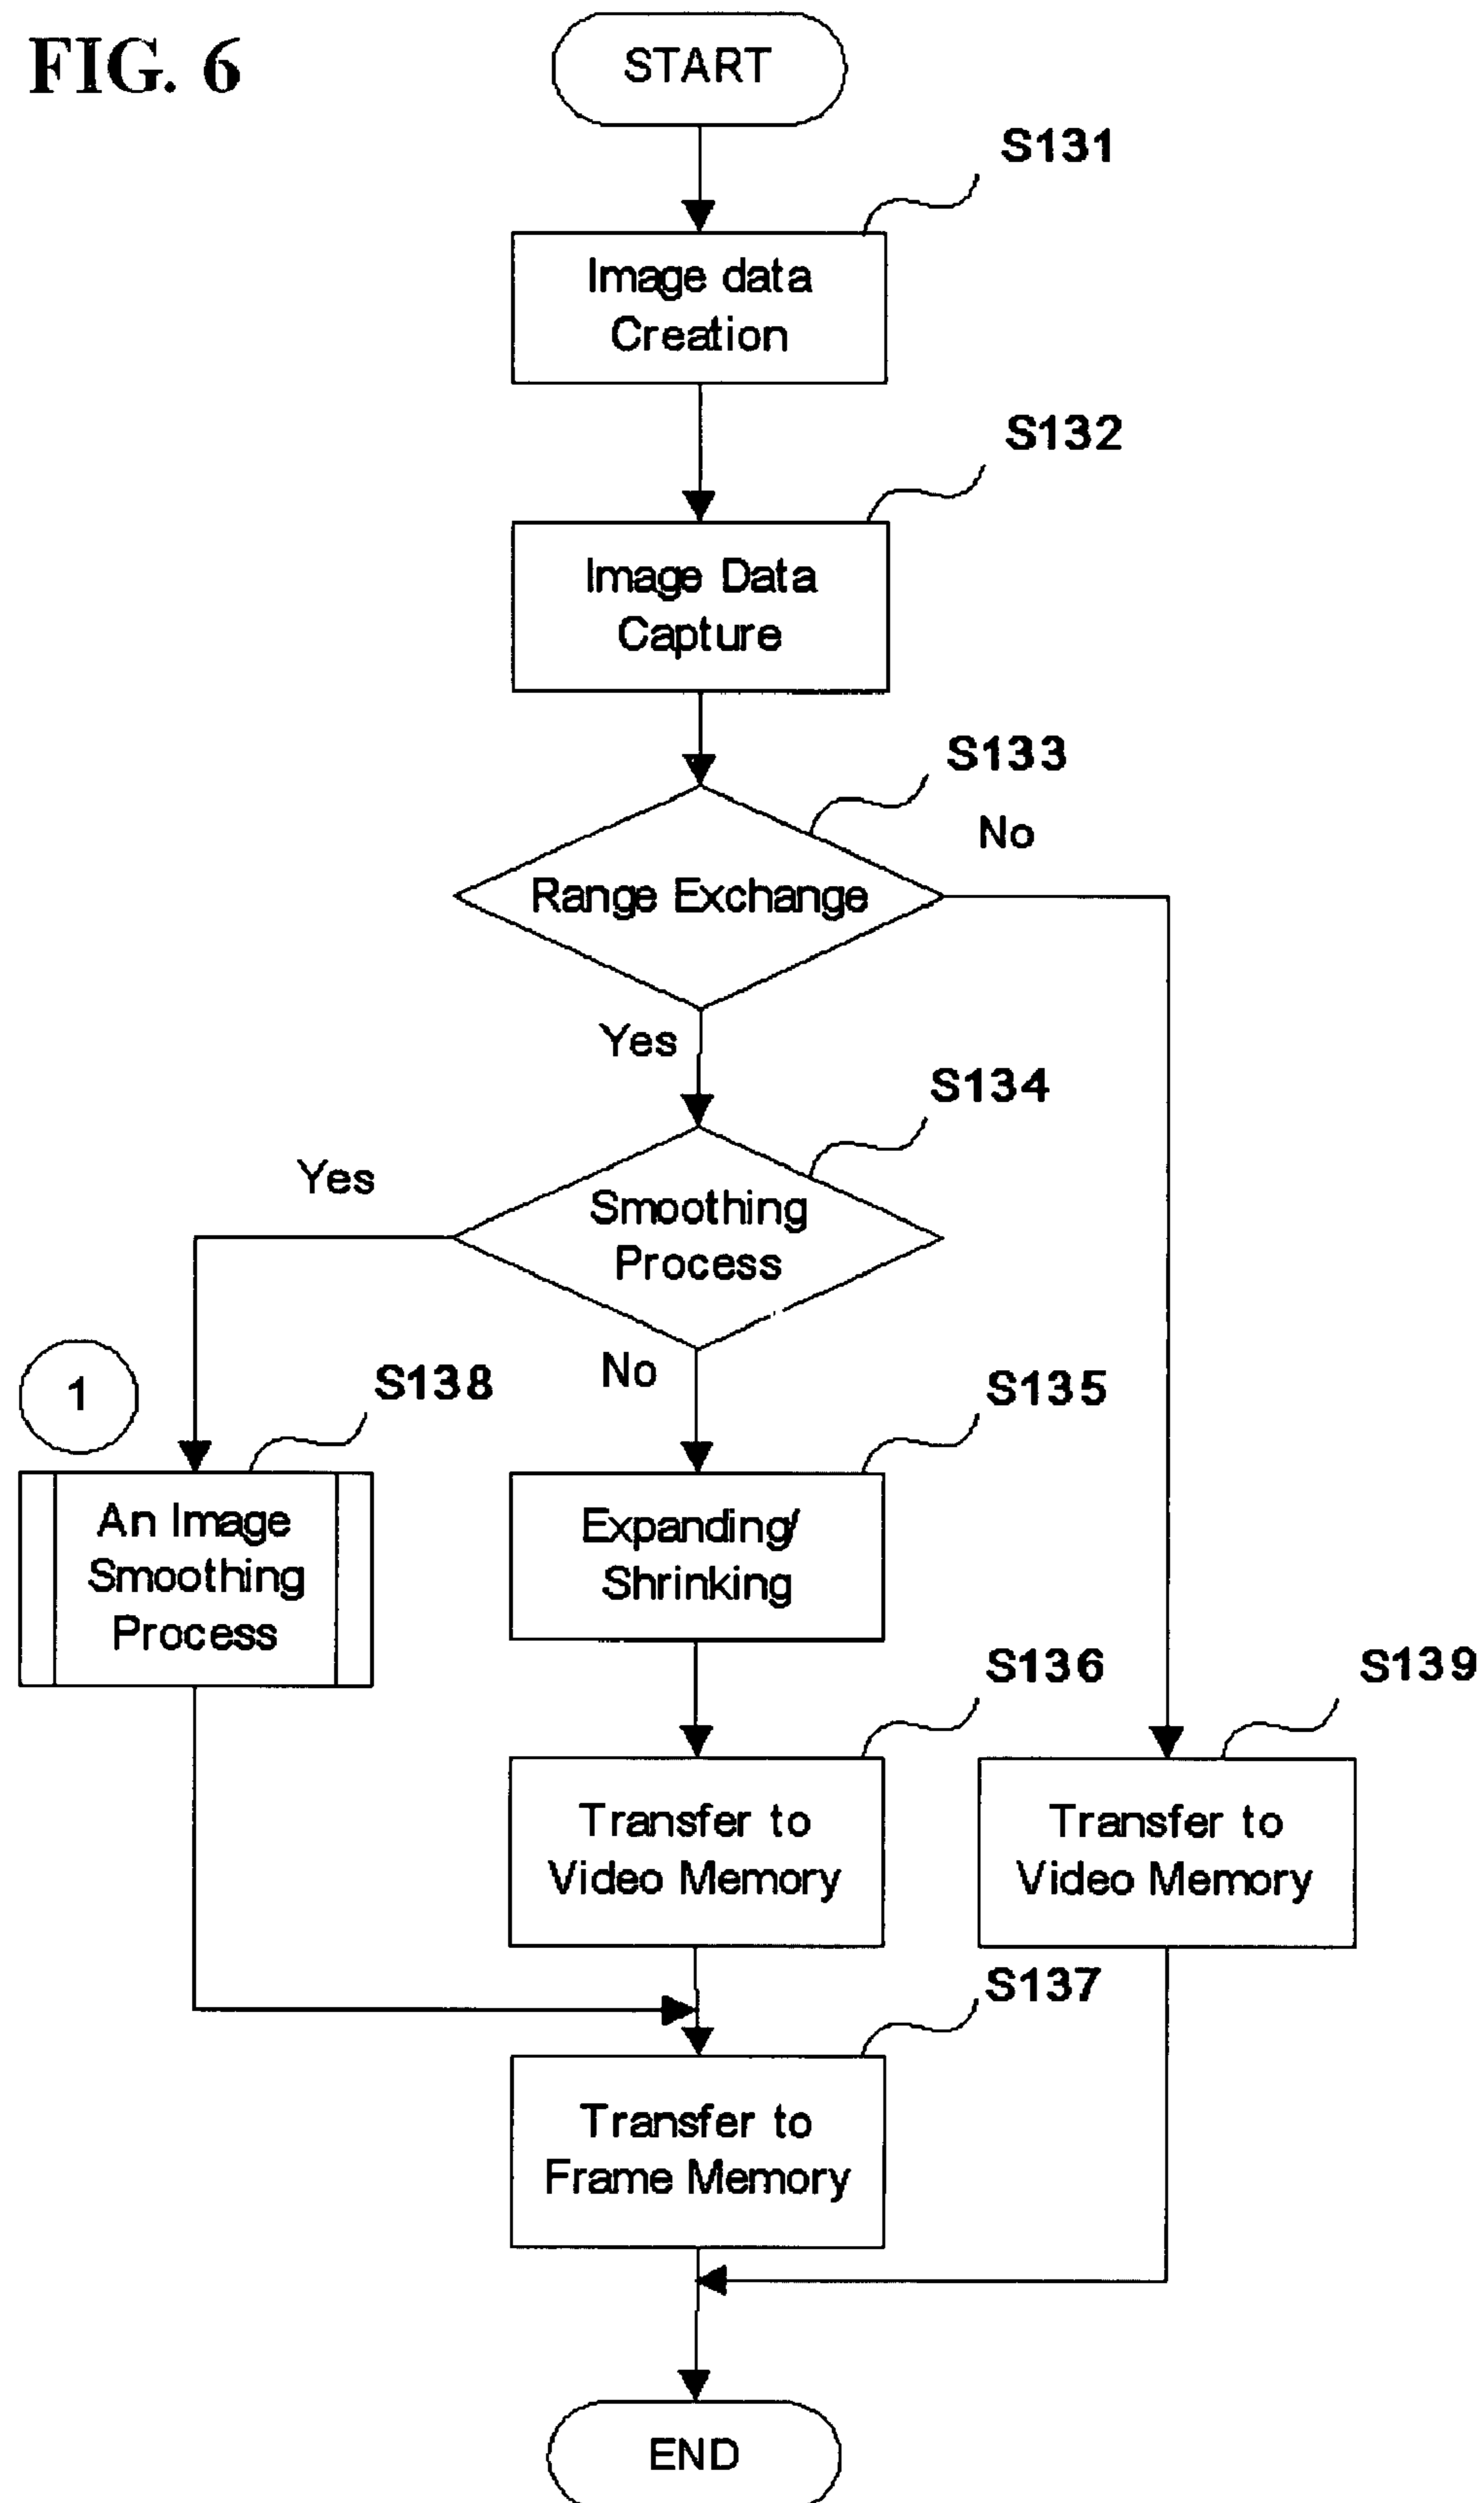 FIG. 6
START
S131
Image data
Creation
S132
Image Data
Capture
S133
No
Range Exchange
Yes
S134
Yes
Smoothing
Process
No
1
S138
S135
An Image
Smoothing
Process
Expanding/
Shrinking
S136
S139
Transfer to
Video Memory
Transfer to
Video Memory
S137
Transfer to
Frame Memory
END